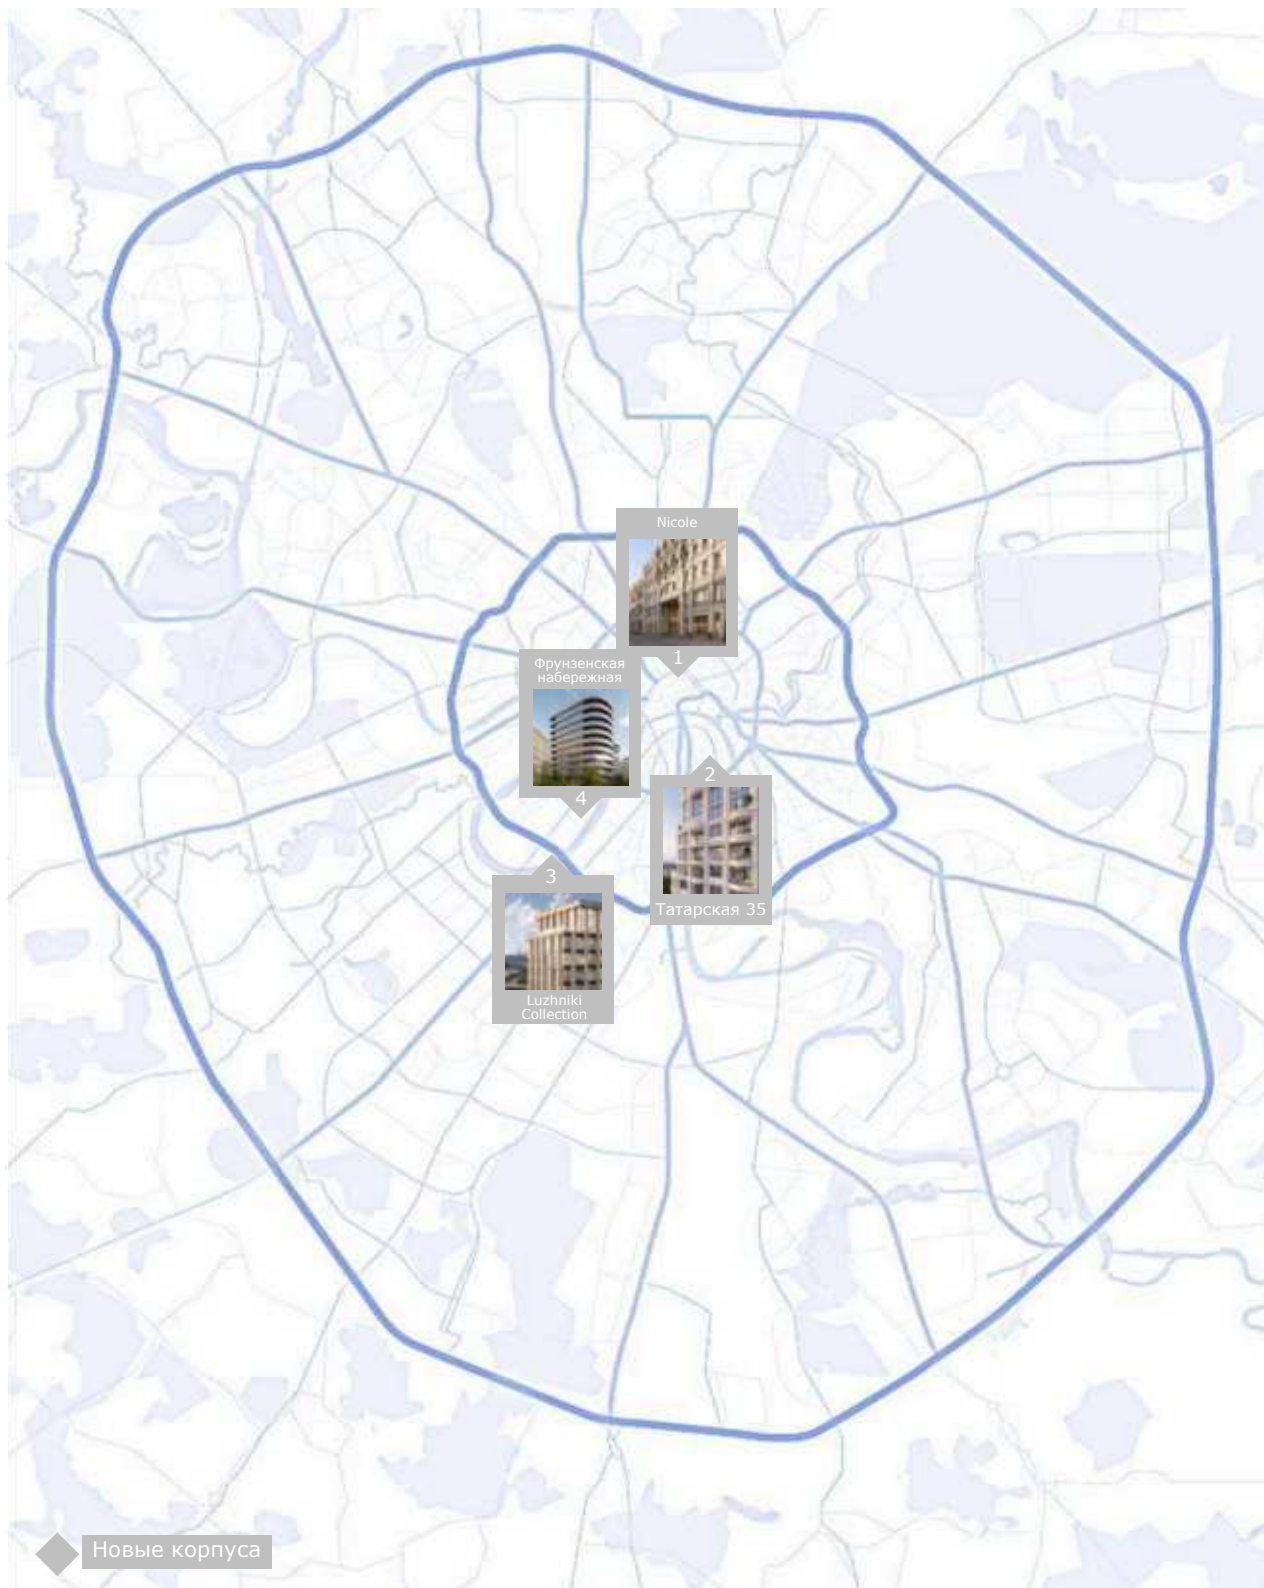 Nicole
1
Фрунзенская
набережная
4
2
Татарская 35
3
Luzhniki
Collection
Новые корпуса